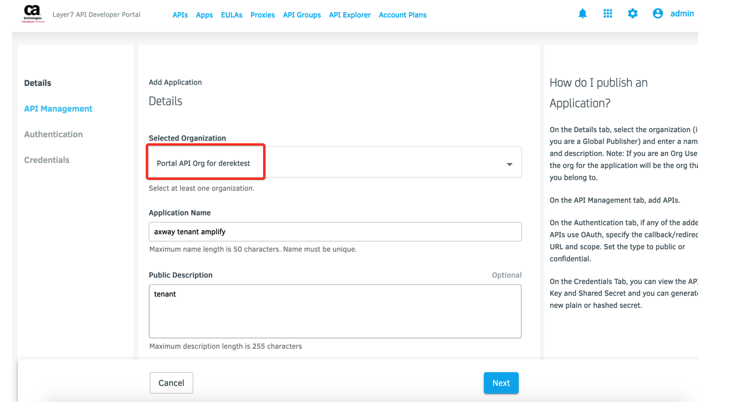 ca
technologies
Layer7 API Developer Portal
APIs Apps EULAs Proxies API Groups API Explorer Account Plans
admin
Details
API Management
Authentication
Credentials
Add Application
Details
Selected Organization
Portal API Org for derektest
Select at least one organization.
Application Name
axway tenant amplify
Maximum name length is 50 characters. Name must be unique.
Public Description Optional
tenant
Maximum description length is 255 characters
Cancel
Next
How do I publish an
Application?
On the Details tab, select the organization (i
you are a Global Publisher) and enter a nam
and description. Note: If you are an Org Use
the org for the application will be the org tha
you belong to.
On the API Management tab, add APIs.
On the Authentication tab, if any of the adde
APIs use OAuth, specify the callback/redirec
URL and scope. Set the type to public or
confidential.
On the Credentials Tab, you can view the AP
Key and Shared Secret and you can generat
new plain or hashed secret.